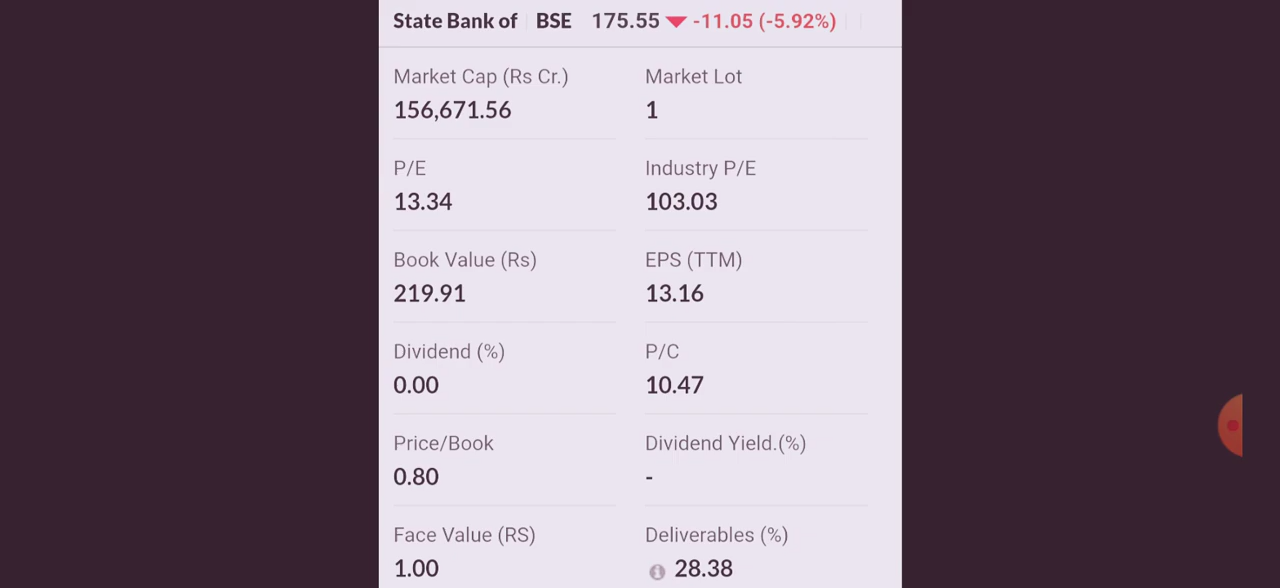 State Bank of BSE 175.55 -11.05 (-5.92%)
Market Cap (Rs Cr.) Market Lot
156,671.56 1
P/E Industry P/E
13.34 103.03
Book Value (Rs) EPS (TTM)
219.91 13.16
Dividend (%) P/C
0.00 10.47
Price/Book Dividend Yield.(%)
0.80 -
Face Value (RS) Deliverables (%)
1.00 28.38